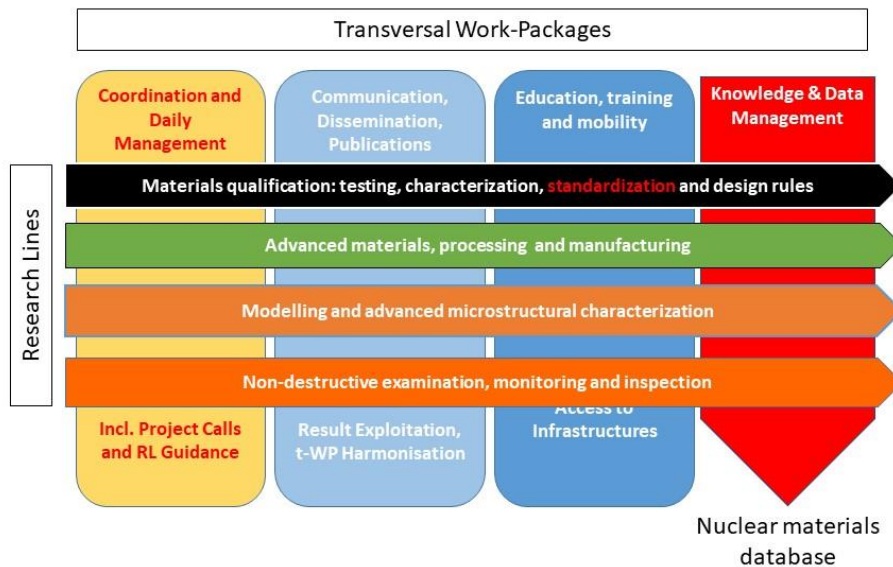 Transversal Work-Packages
Coordination and
Daily
Management
Communication,
Dissemination,
Publications
Education, training
and mobility
Knowledge & Data
Management
Research Lines
Materials qualification: testing, characterization, standardization and design rules
Advanced materials, processing and manufacturing
Modelling and advanced microstructural characterization
Non-destructive examination, monitoring and inspection
Incl. Project Calls
and RL Guidance
Result Exploitation,
t-WP Harmonisation
Access to
Infrastructures
Nuclear materials
database